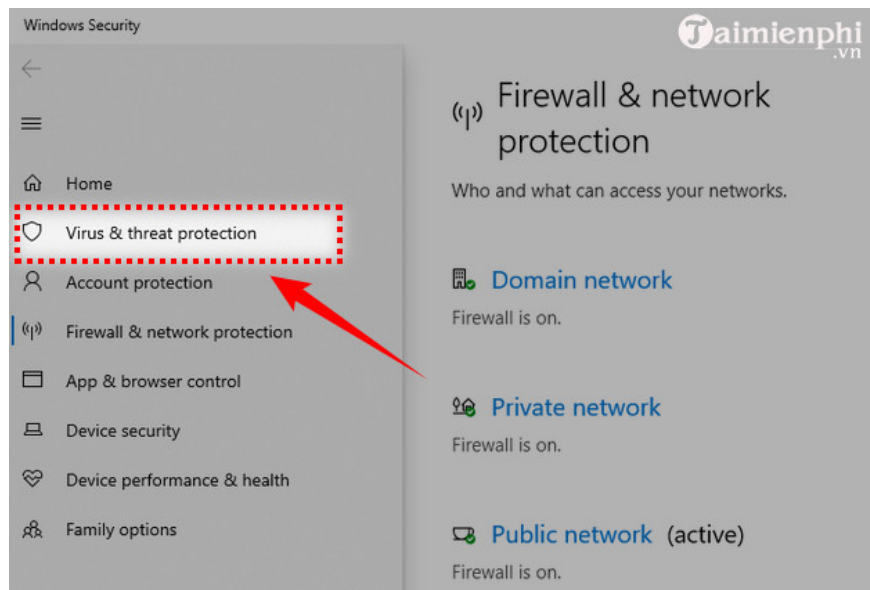 Windows Security
Taimienphi
.vn
Home
Virus & threat protection
Account protection
Firewall & network protection
App & browser control
Device security
Device performance & health
Family options
Firewall & network
protection
Who and what can access your networks.
Domain network
Firewall is on.
Private network
Firewall is on.
Public network (active)
Firewall is on.